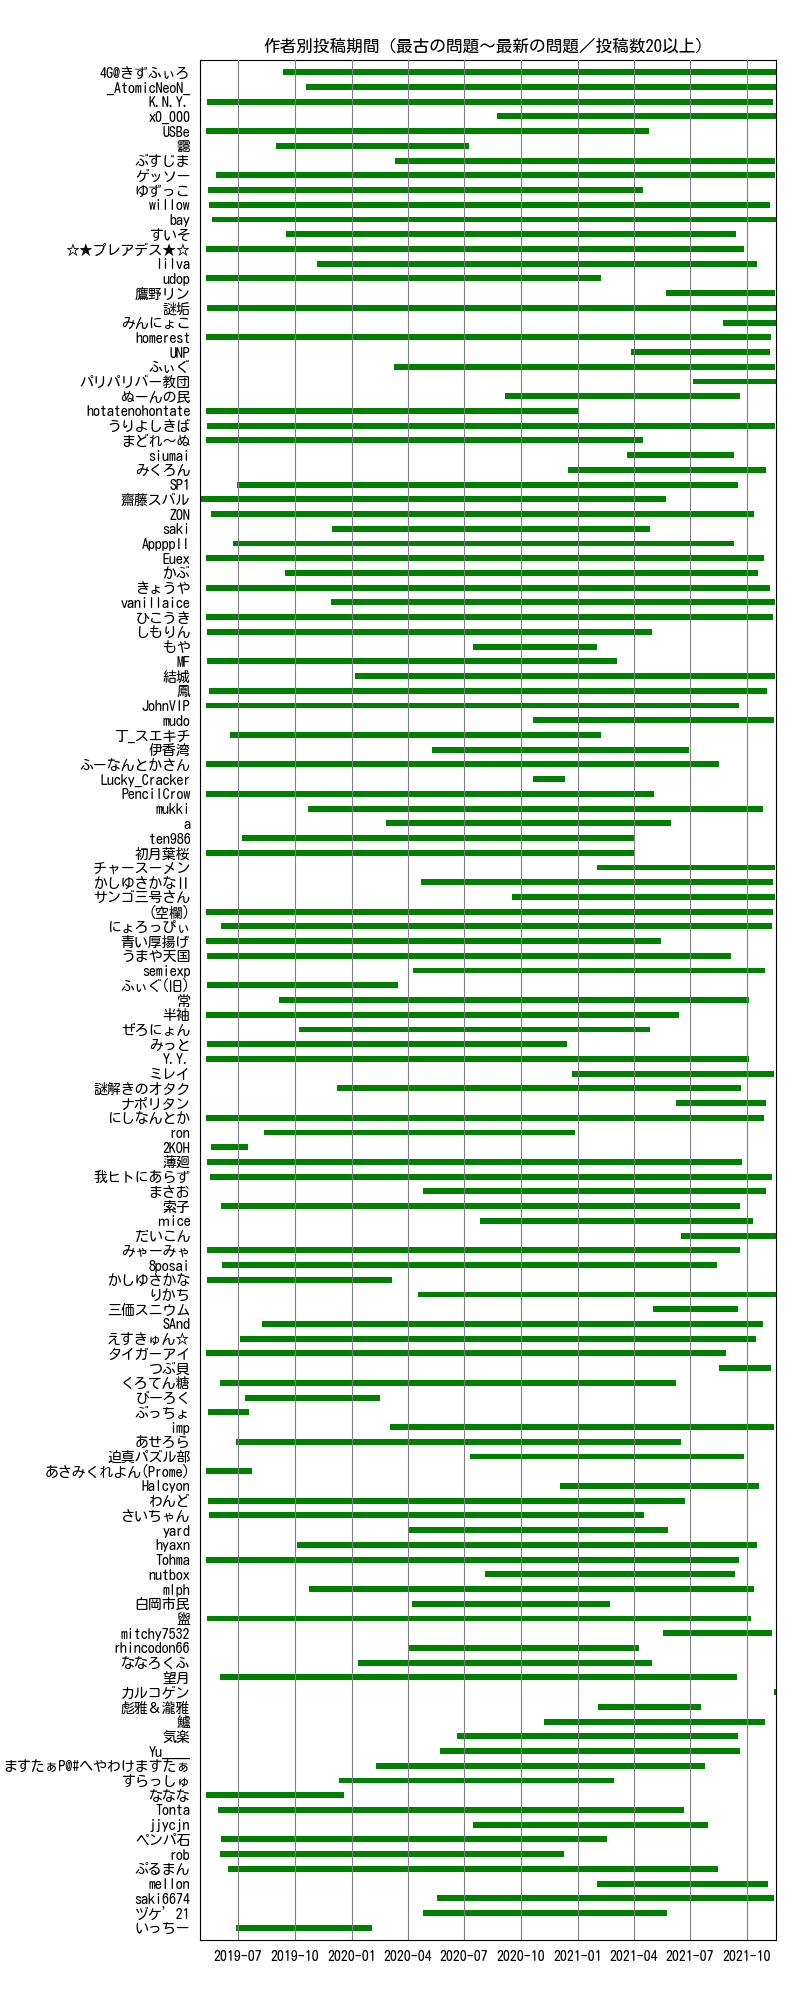 作者別投稿期間 (最古の問題～最新の問題／投稿数20以上)
4G@きずふぃろ
_AtomicNeoN_
K.N.Y.
xO_OOO
USBe
ぶすじま
ゲッソー
ゆずっこ
willow
bay
すいそ
☆★プレアデス★☆
lilva
udop
鷹野リン
謎垢
みんにょこ
homerest
UNP
ふぃぐ
パリパリバー教団
ぬーんの民
hotatenohontate
うりよしきば
まどれ～ぬ
siumai
みくろん
SP1
齋藤スバル
ZON
saki
Appppll
Euex
かぶ
きょうや
vanillaice
ひこうき
しもりん
もや
MF
結城
鳳
JohnVIP
mudo
丁_スエキチ
伊香湾
ふーなんとかさん
Lucky_Cracker
PencilCrow
mukki
a
ten986
初月葉桜
チャースーメン
かしゆさかなⅡ
サンゴ三号さん
(空欄)
にょろっぴぃ
青い厚揚げ
うまや天国
semiexp
ふぃぐ(旧)
常
半袖
ぜろにょん
みっと
Y.Y.
ミレイ
謎解きのオタク
ナポリタン
にしなんとか
ron
2KOH
薄廻
我ヒトにあらず
まさお
索子
mice
だいこん
みゃーみゃ
8posai
かしゆさかな
りかち
三価スニウム
SAnd
えすきゅん☆
タイガーアイ
つぶ貝
くろてん糖
びーろく
ぶっちょ
imp
あせろら
迫真パズル部
あさみくれよん(Prome)
Halcyon
わんど
さいちゃん
yard
hyaxn
Tohma
nutbox
mlph
白岡市民
mitchy7532
rhincodon66
ななろくふ
望月
カルコゲン
彪雅＆瀧雅
鱸
気楽
Yu____
ますたぁP@#へやわけますたぁ
すらっしゅ
ななな
Tonta
jjycjn
ペンパ石
rob
ぷるまん
mellon
saki6674
ヅケ’21
いっちー
2019-07 2019-10 2020-01 2020-04 2020-07 2020-10 2021-01 2021-04 2021-07 2021-10